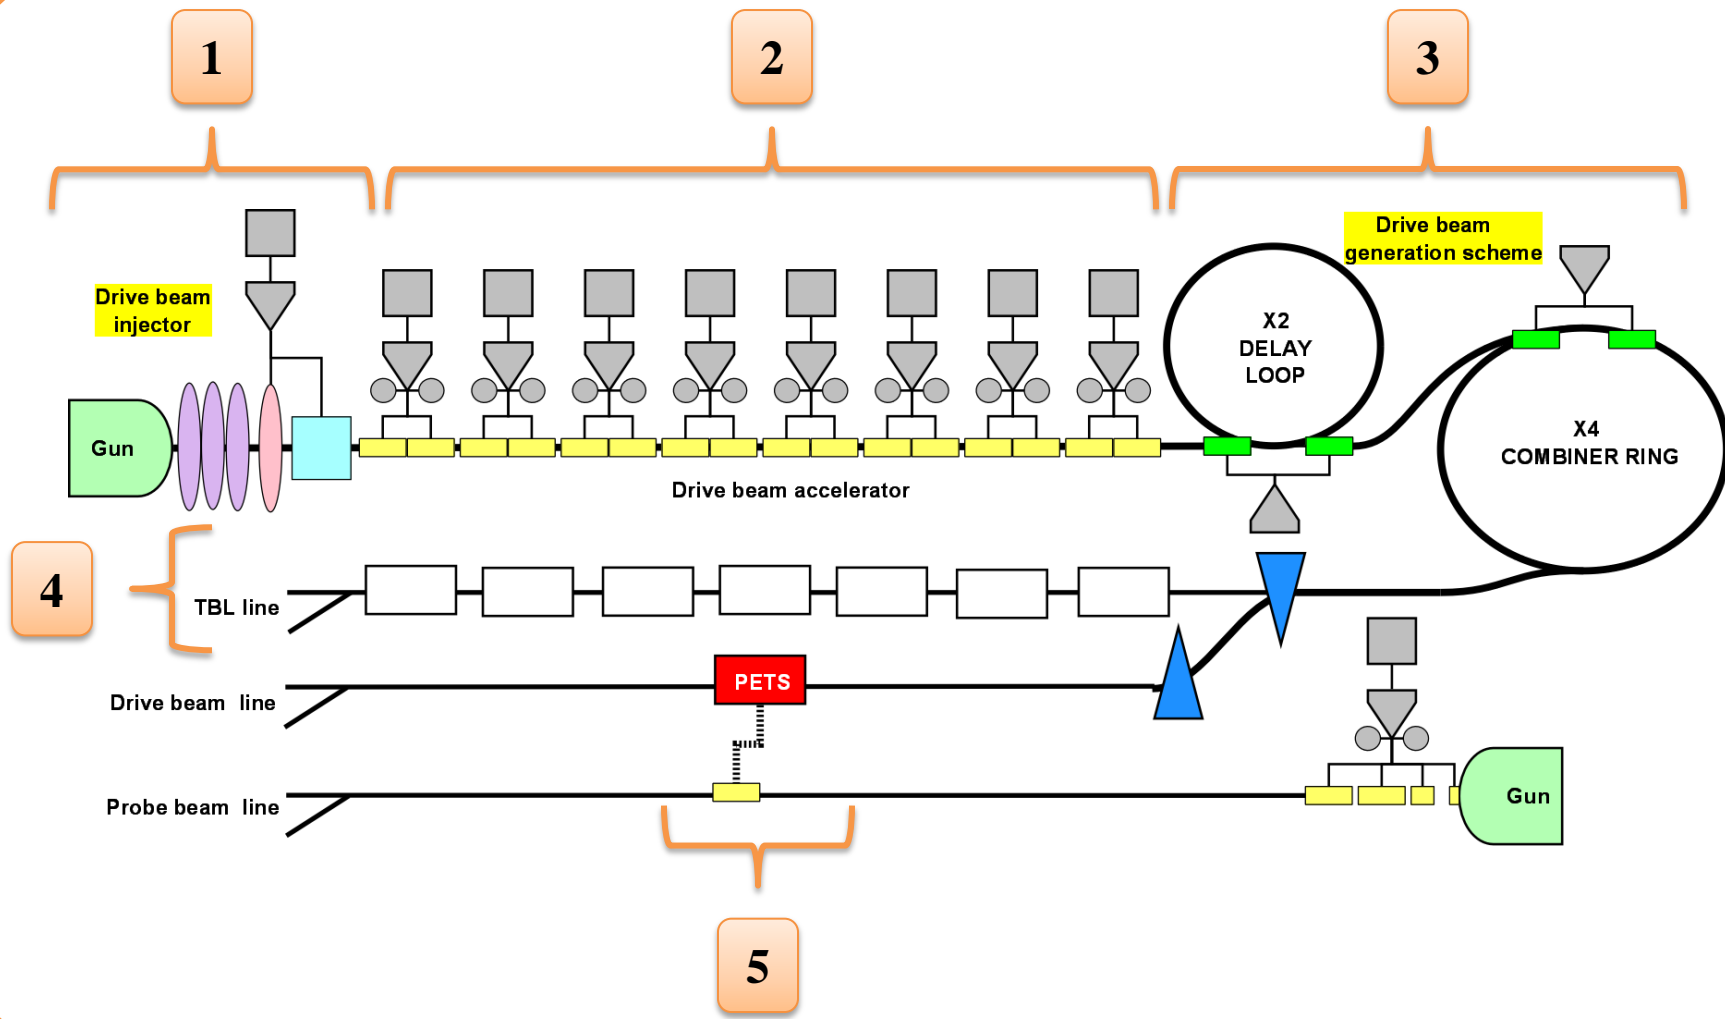 1
2
3
Drive beam
generation scheme
Drive beam
injector
X2
DELAY
LOOP
X4
COMBINER RING
Gun
Drive beam accelerator
4
TBL line
PETS
Drive beam line
Probe beam line
Gun
5